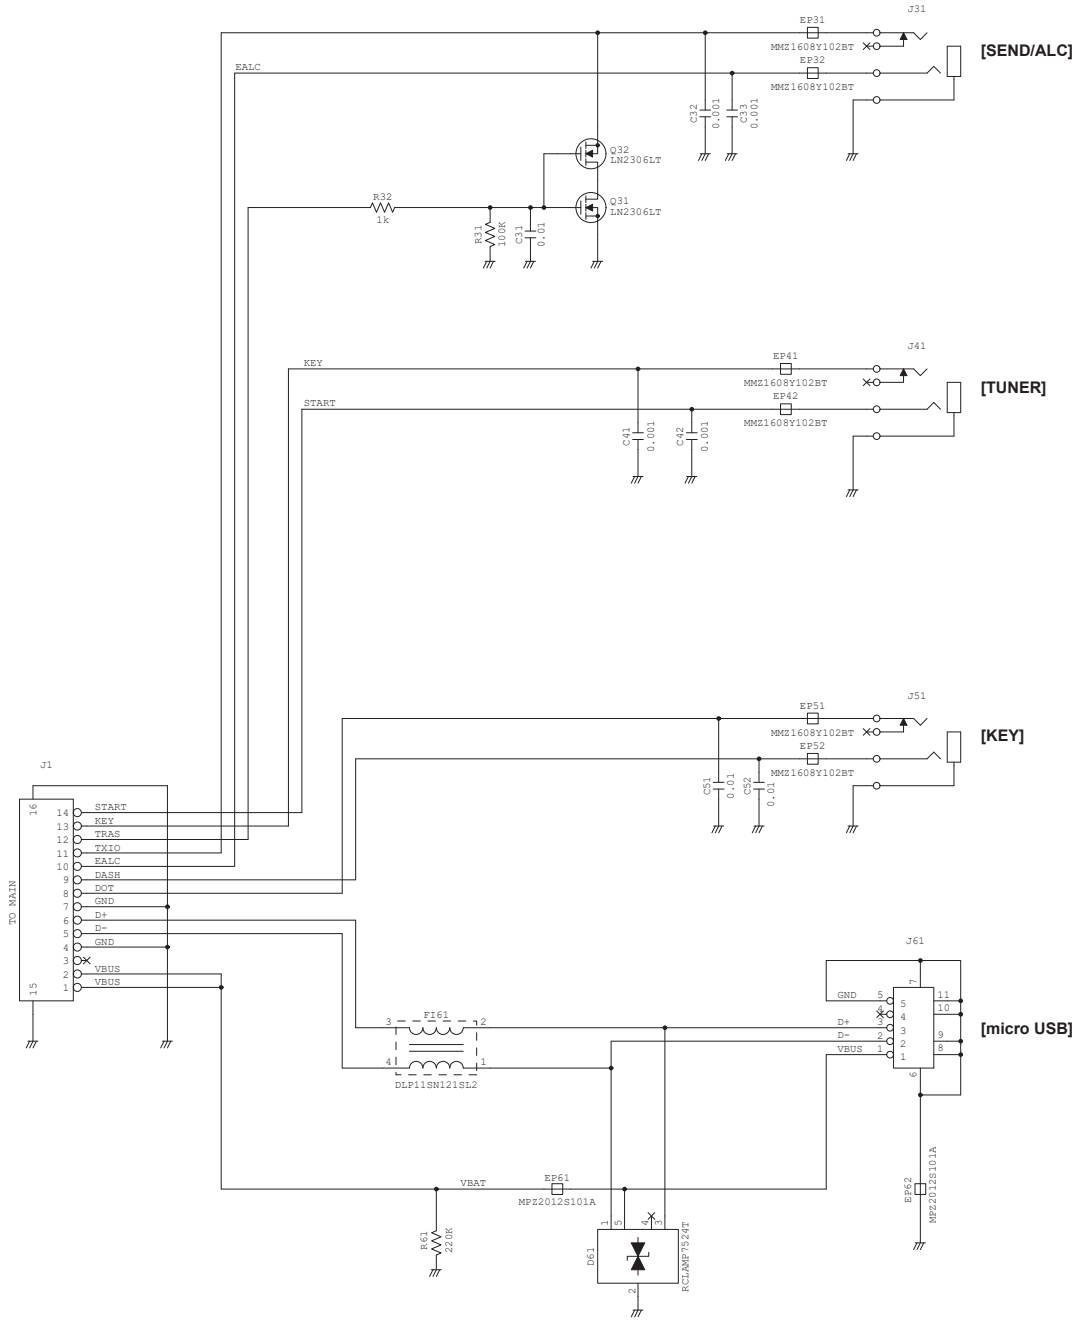 J31
EP31
[SEND/ALC]
MMZ1608Y102BT
EP32
EALC
MMZ1608Y102BT
C32
0.001
C33
0.001
Q32
LN2306LT
R32
1k
Q31
LN2306LT
R31
100K
C31
0.01
J41
EP41
KEY
MMZ1608Y102BT
[TUNER]
EP42
START
MMZ1608Y102BT
C41
0.001
C42
0.001
J51
EP51
MMZ1608Y102BT
[KEY]
EP52
MMZ1608Y102BT
C51
0.01
C52
0.01
J1
TO MAIN
16
14 START
13 KEY
12 TRAS
11 TXIO
10 EALC
9 DASH
8 DOT
7 GND
6 D+
5 D-
4 GND
3
2 VBUS
1 VBUS
15
J61
7
GND 5 5 11
4 4 10
D+ 3 3
D- 2 2 9
VBUS 1 1 8
6
[micro USB]
FI61
3 2
4 1
DLP11SN121SL2
EP61
VBAT
MPZ2012S101A
EP62
MPZ2012S101A
R61
220K
1 5 4 3
D61
RCLAMP7524T
2